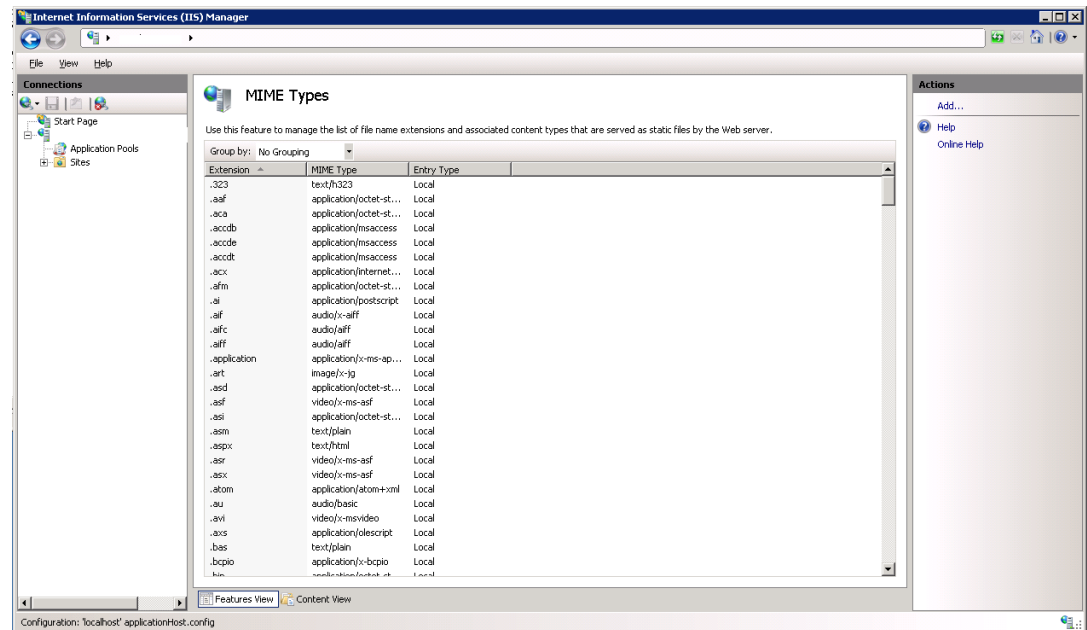 Internet Information Services (IIS) Manager
File View Help
Connections
Start Page
Application Pools
Sites
MIME Types
Use this feature to manage the list of file name extensions and associated content types that are served as static files by the Web server.
Group by: No Grouping
Extension MIME Type Entry Type
.323 text/h323 Local
.aaf application/octet-st... Local
.aca application/octet-st... Local
.accdb application/msaccess Local
.accde application/msaccess Local
.accdt application/msaccess Local
.acx application/internet... Local
.afm application/octet-st... Local
.ai application/postscript Local
.aif audio/x-aiff Local
.aifc audio/aiff Local
.aiff audio/aiff Local
.application application/x-ms-ap... Local
.art image/x-jg Local
.asd application/octet-st... Local
.asf video/x-ms-asf Local
.asi application/octet-st... Local
.asm text/plain Local
.aspx text/html Local
.asr video/x-ms-asf Local
.asx video/x-ms-asf Local
.atom application/atom+xml Local
.au audio/basic Local
.avi video/x-msvideo Local
.axs application/olescript Local
.bas text/plain Local
.bcpio application/x-bcpio Local
.bin application/octet-st... Local
Features View Content View
Actions
Add...
Help
Online Help
Configuration: 'localhost' applicationHost.config